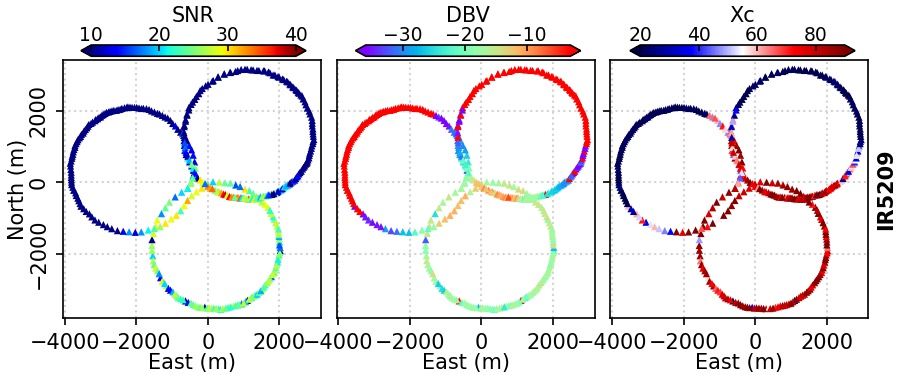 SNR DBV Xc
10 20 30 40 −30 −20 −10 20 40 60 80
North (m)
2000
0
−2000
IR5209
−4000 −2000 0 2000 −4000 −2000 0 2000 −4000 −2000 0 2000
East (m) East (m) East (m)